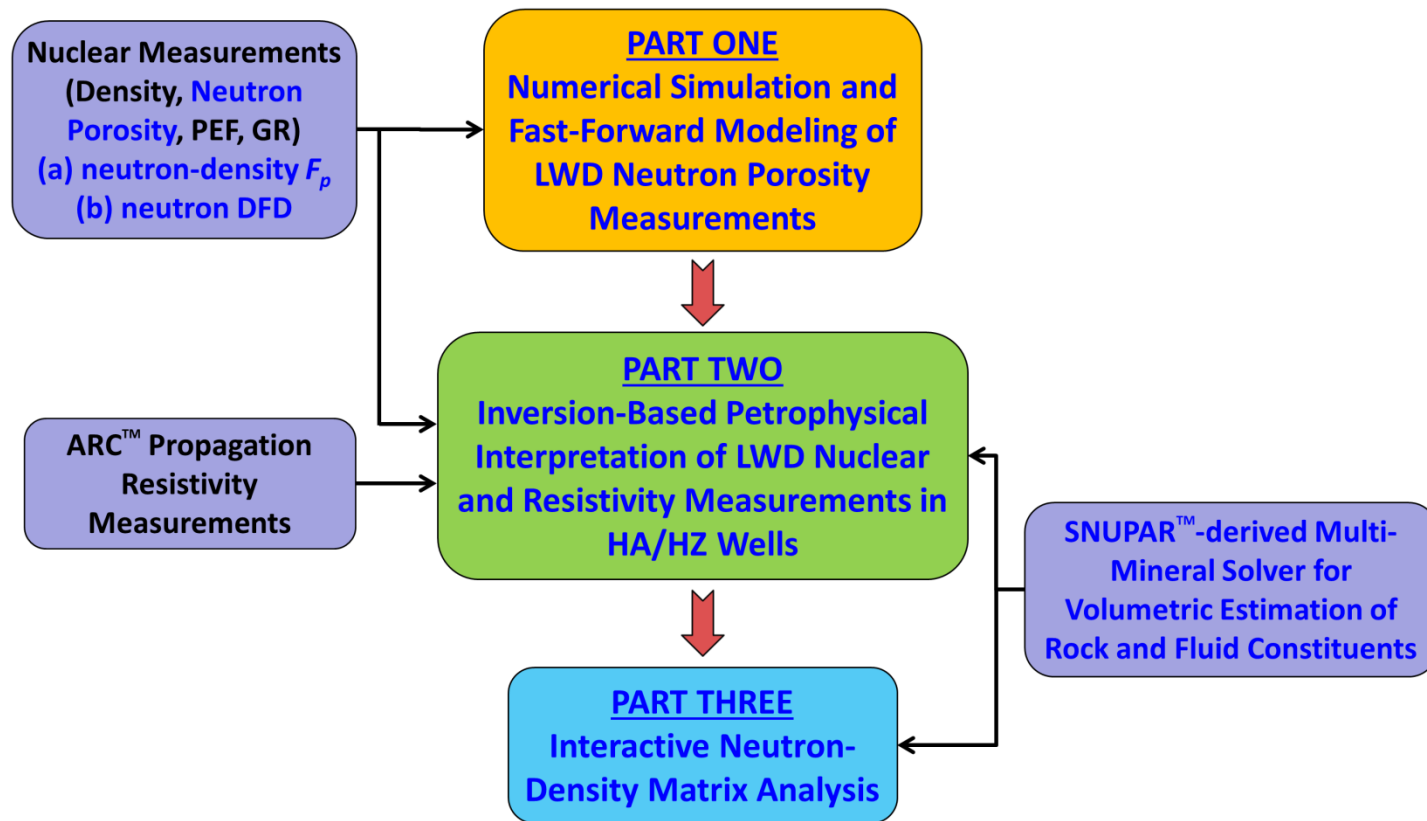 Nuclear Measurements
(Density, Neutron
Porosity, PEF, GR)
(a) neutron-density Fp
(b) neutron DFD
PART ONE
Numerical Simulation and
Fast-Forward Modeling of
LWD Neutron Porosity
Measurements
PART TWO
Inversion-Based Petrophysical
Interpretation of LWD Nuclear
and Resistivity Measurements in
HA/HZ Wells
ARC™ Propagation
Resistivity
Measurements
SNUPAR™-derived Multi-
Mineral Solver for
Volumetric Estimation of
Rock and Fluid Constituents
PART THREE
Interactive Neutron-
Density Matrix Analysis